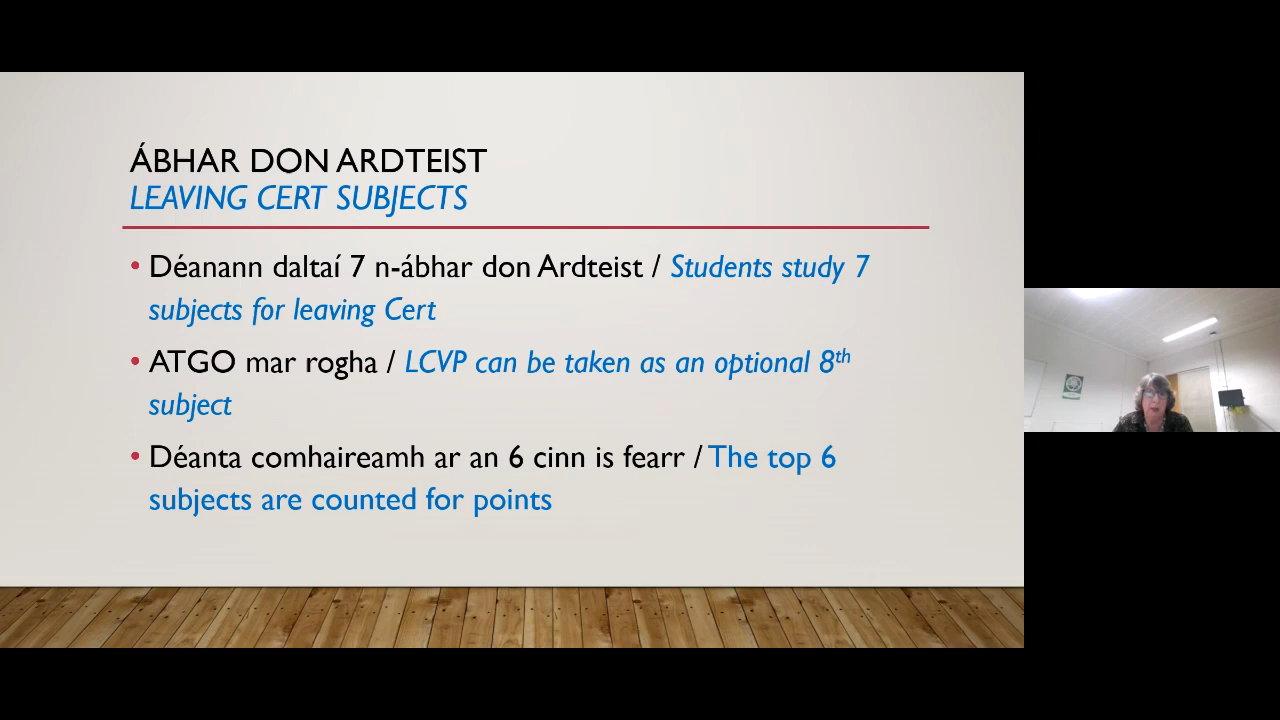 ÁBHAR DON ARDTEIST
LEAVING CERT SUBJECTS
• Déanann daltaí 7 n-ábhar don Ardteist / Students study 7
subjects for leaving Cert
• ATGO mar rogha / LCVP can be taken as an optional 8th
subject
• Déanta comhaireamh ar an 6 cinn is fearr / The top 6
subjects are counted for points